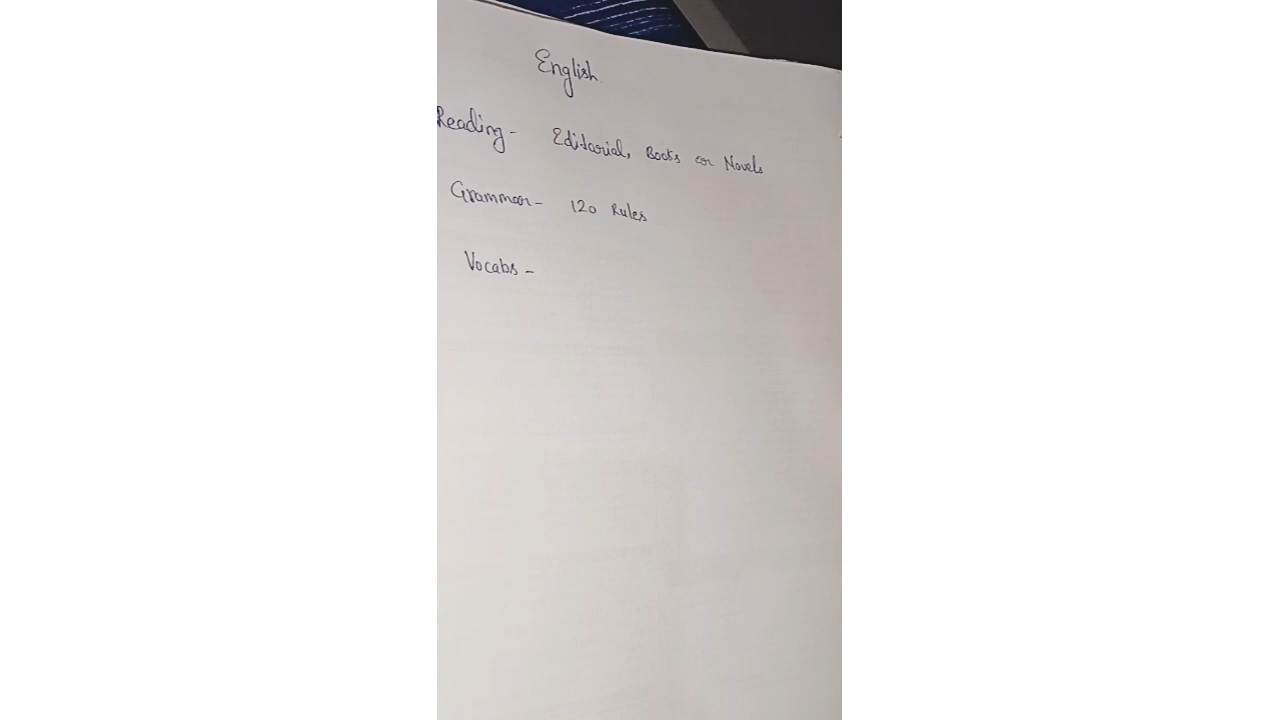 English
Reading - Editorial, Books or Novels
Grammar - 120 Rules
Vocabs -